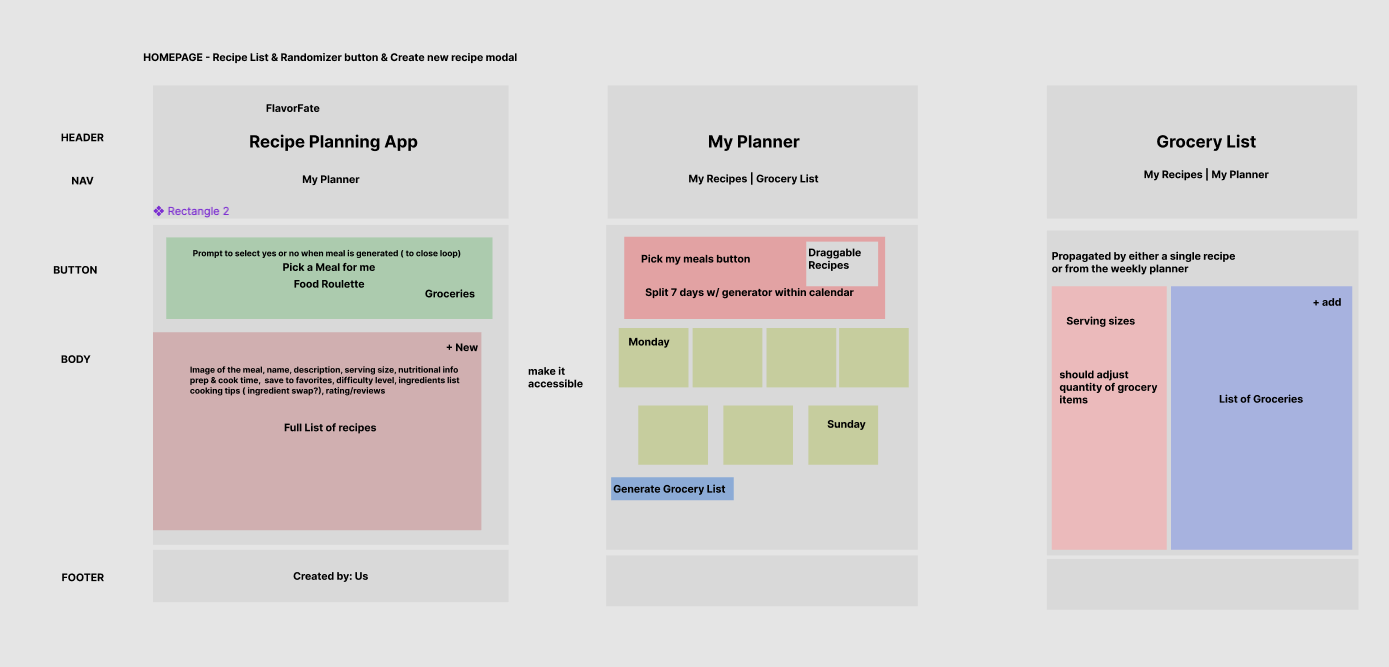 HOMEPAGE - Recipe List & Randomizer button & Create new recipe modal
HEADER
NAV
BUTTON
BODY
FOOTER
FlavorFate
Recipe Planning App
My Planner
Rectangle 2
Prompt to select yes or no when meal is generated ( to close loop)
Pick a Meal for me
Food Roulette
Groceries
+ New
Image of the meal, name, description, serving size, nutritional info
prep & cook time,  save to favorites, difficulty level, ingredients list
cooking tips ( ingredient swap?), rating/reviews
Full List of recipes
Created by: Us
make it
accessible
My Planner
My Recipes | Grocery List
Pick my meals button
Draggable
Recipes
Split 7 days w/ generator within calendar
Monday
Sunday
Generate Grocery List
Grocery List
My Recipes | My Planner
Propagated by either a single recipe
or from the weekly planner
Serving sizes
should adjust
quantity of grocery
items
+ add
List of Groceries